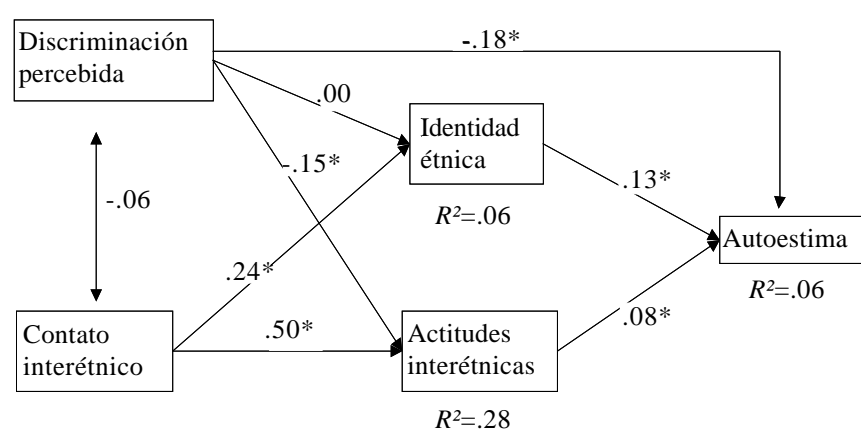 Discriminación
percebida
-.18*
.00
Identidad
étnica
-.15*
-.06
R²=.06
.13*
Autoestima
R²=.06
.24*
Contato
interétnico
.50*
Actitudes
interétnicas
.08*
R²=.28